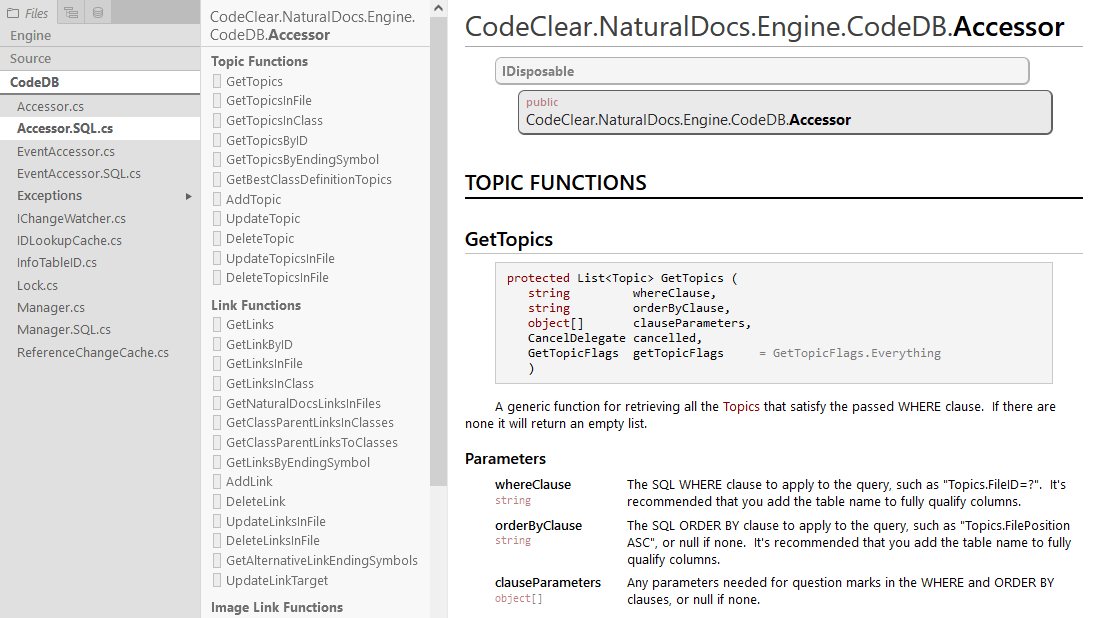 Files
Engine
Source
CodeDB
Accessor.cs
Accessor.SQL.cs
EventAccessor.cs
EventAccessor.SQL.cs
Exceptions
IChangeWatcher.cs
IDLookupCache.cs
InfoTableID.cs
Lock.cs
Manager.cs
Manager.SQL.cs
ReferenceChangeCache.cs
CodeClear.NaturalDocs.Engine.
CodeDB.Accessor
Topic Functions
GetTopics
GetTopicsInFile
GetTopicsInClass
GetTopicsByID
GetTopicsByEndingSymbol
GetBestClassDefinitionTopics
AddTopic
UpdateTopic
DeleteTopic
UpdateTopicsInFile
DeleteTopicsInFile
Link Functions
GetLinks
GetLinkByID
GetLinksInFile
GetLinksInClass
GetNaturalDocsLinksInFiles
GetClassParentLinksInClasses
GetClassParentLinksToClasses
GetLinksByEndingSymbol
AddLink
DeleteLink
UpdateLinksInFile
DeleteLinksInFile
GetAlternativeLinkEndingSymbols
UpdateLinkTarget
Image Link Functions
CodeClear.NaturalDocs.Engine.CodeDB.Accessor
IDisposable
public
CodeClear.NaturalDocs.Engine.CodeDB.Accessor
TOPIC FUNCTIONS
GetTopics
protected List<Topic> GetTopics (
string whereClause,
string orderByClause,
object[] clauseParameters,
CancelDelegate cancelled,
GetTopicFlags getTopicFlags = GetTopicFlags.Everything
)
A generic function for retrieving all the Topics that satisfy the passed WHERE clause. If there are
none it will return an empty list.
Parameters
whereClause
string
The SQL WHERE clause to apply to the query, such as "Topics.FileID=?". It's
recommended that you add the table name to fully qualify columns.
orderByClause
string
The SQL ORDER BY clause to apply to the query, such as "Topics.FilePosition
ASC", or null if none. It's recommended that you add the table name to fully
qualify columns.
clauseParameters
object[]
Any parameters needed for question marks in the WHERE and ORDER BY
clauses, or null if none.